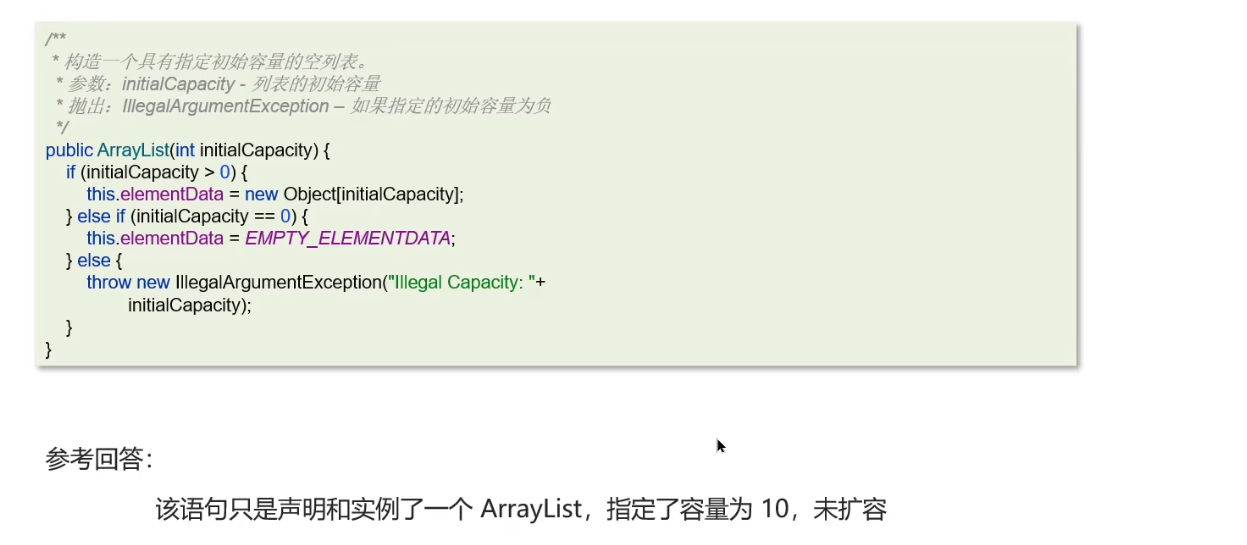 /**
 * 构造一个具有指定初始容量的空列表。
 * 参数：initialCapacity - 列表的初始容量
 * 抛出：IllegalArgumentException – 如果指定的初始容量为负
 */
public ArrayList(int initialCapacity) {
if (initialCapacity > 0) {
this.elementData = new Object[initialCapacity];
} else if (initialCapacity == 0) {
this.elementData = EMPTY_ELEMENTDATA;
} else {
throw new IllegalArgumentException("Illegal Capacity: "+
initialCapacity);
}
}
参考回答：
该语句只是声明和实例了一个 ArrayList，指定了容量为 10，未扩容